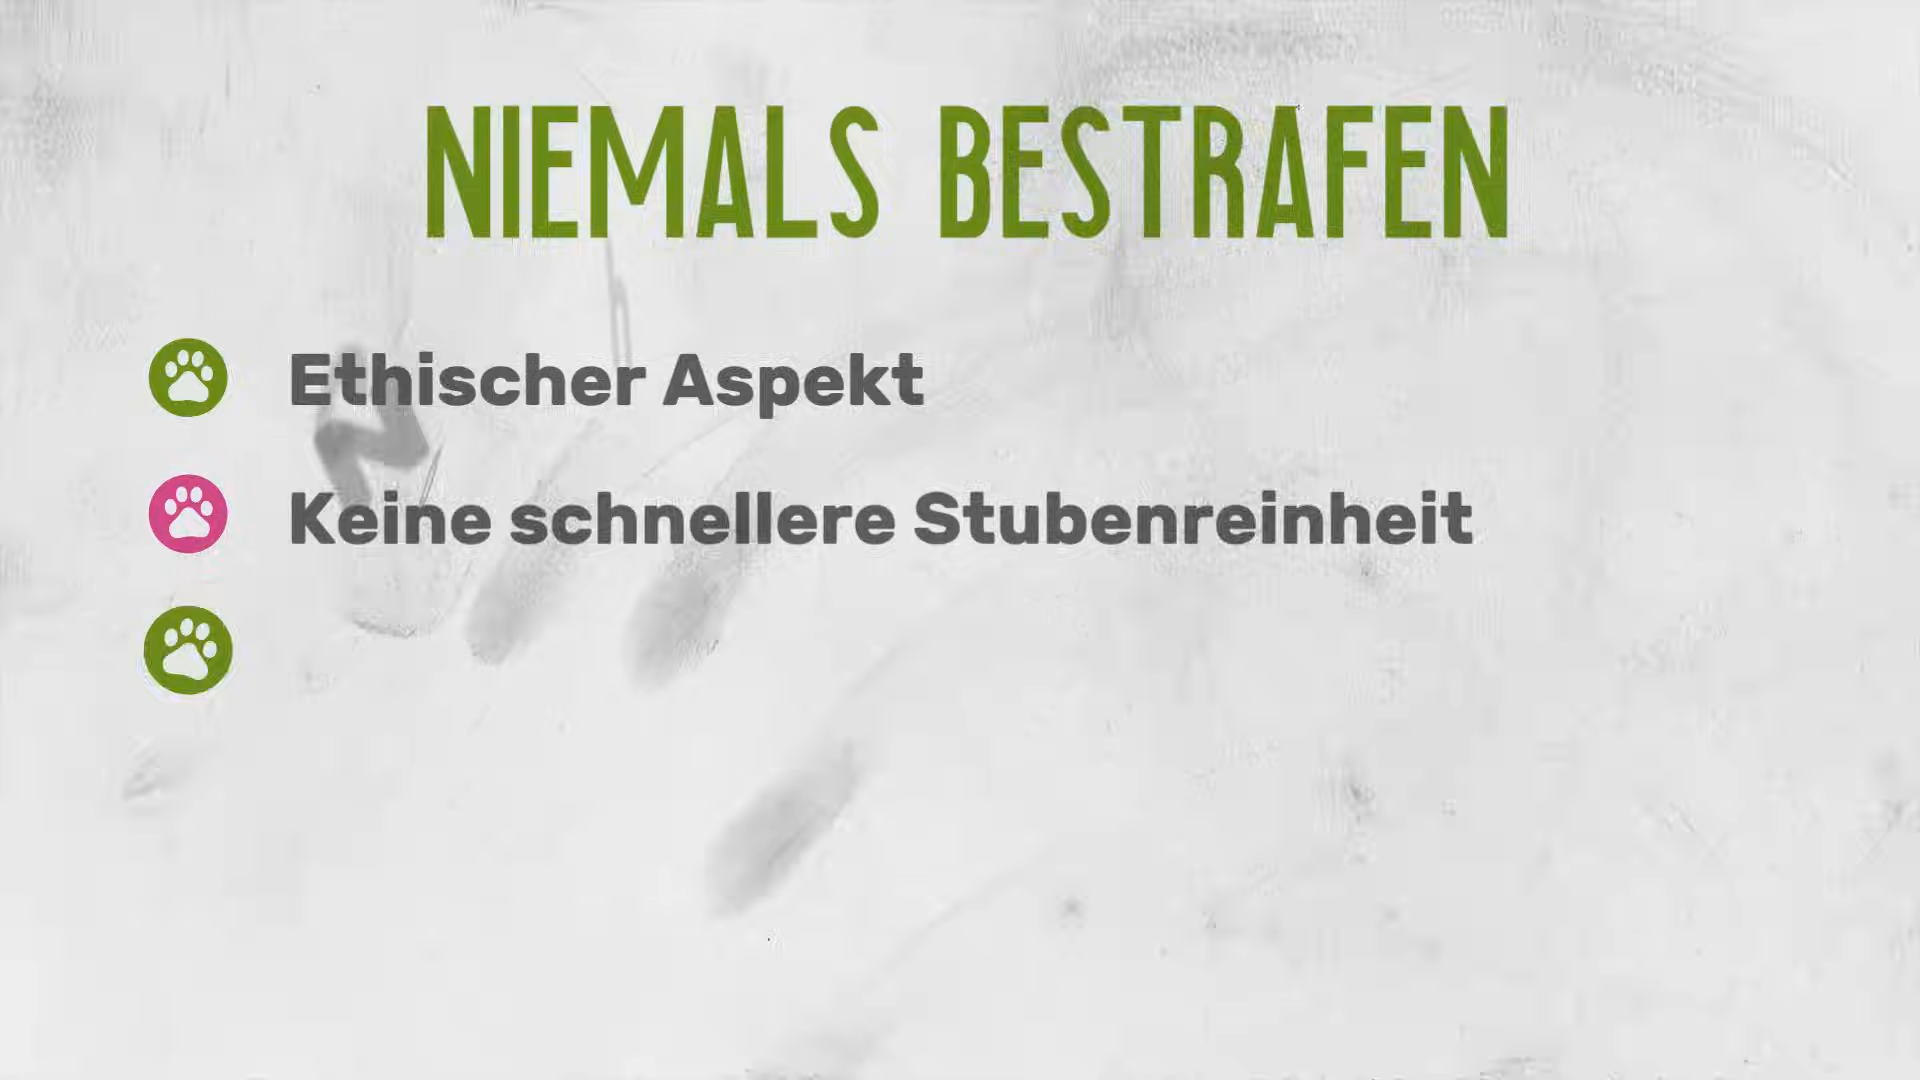 NIEMALS BESTRAFEN
Ethischer Aspekt
Keine schnellere Stubenreinheit